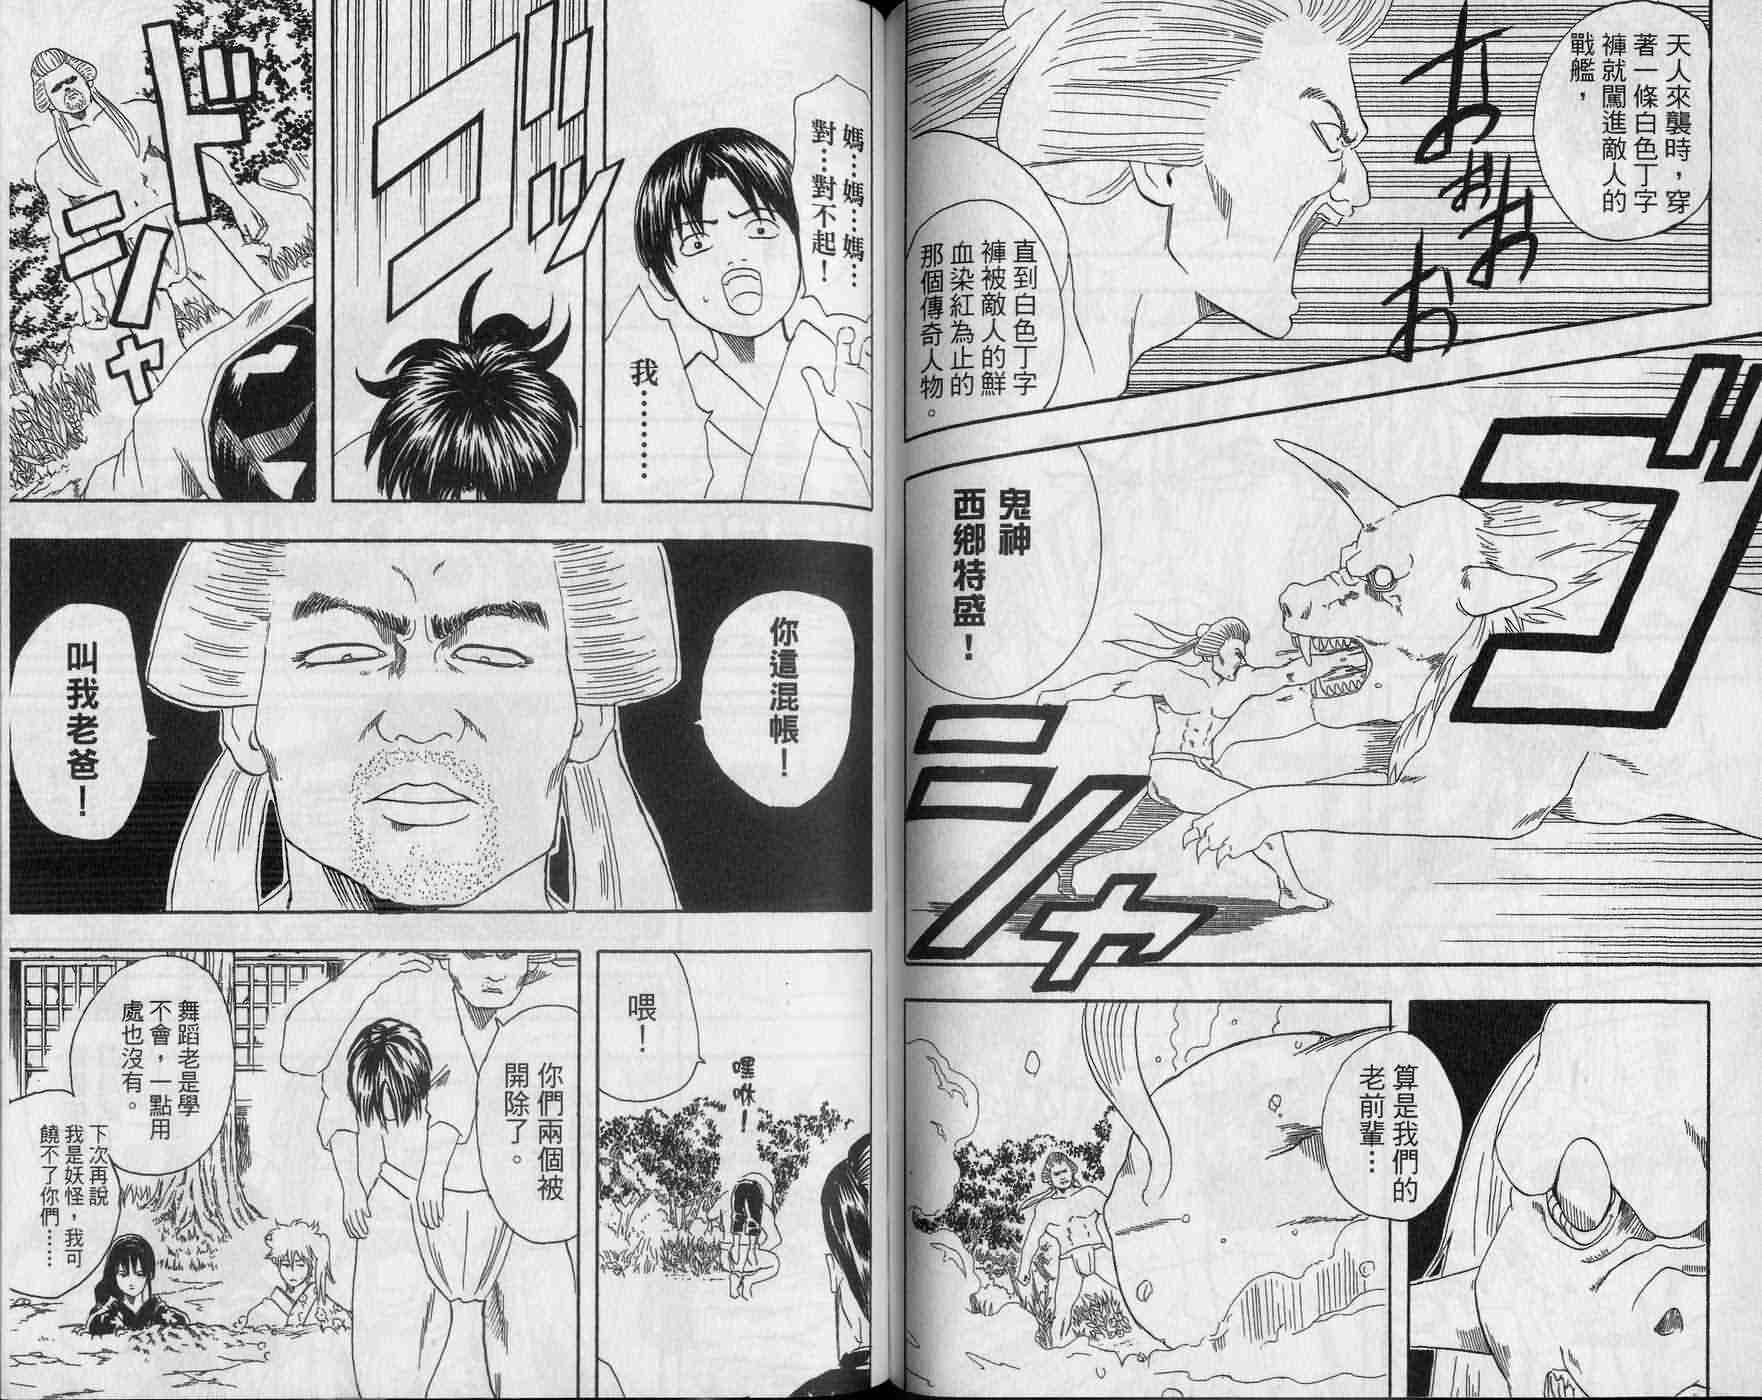 天人來襲時，穿
著一條白色丁字
褲就闖進敵人的
戰艦，
おおおお
直到白色丁字
褲被敵人的鮮
血染紅為止的
那個傳奇人物。
鬼神
西鄉特盛！
ゴ
シャ
算是我們的
老前輩…
媽…媽…
對…對不起！
我………
ゴッ
ドシャ
你這混帳！
叫我老爸！
喂！
嘿咻！
你們兩個被
開除了。
舞蹈老是學
不會，一點用
處也沒有。
下次再說
我是妖怪，我可
饒不了你們……